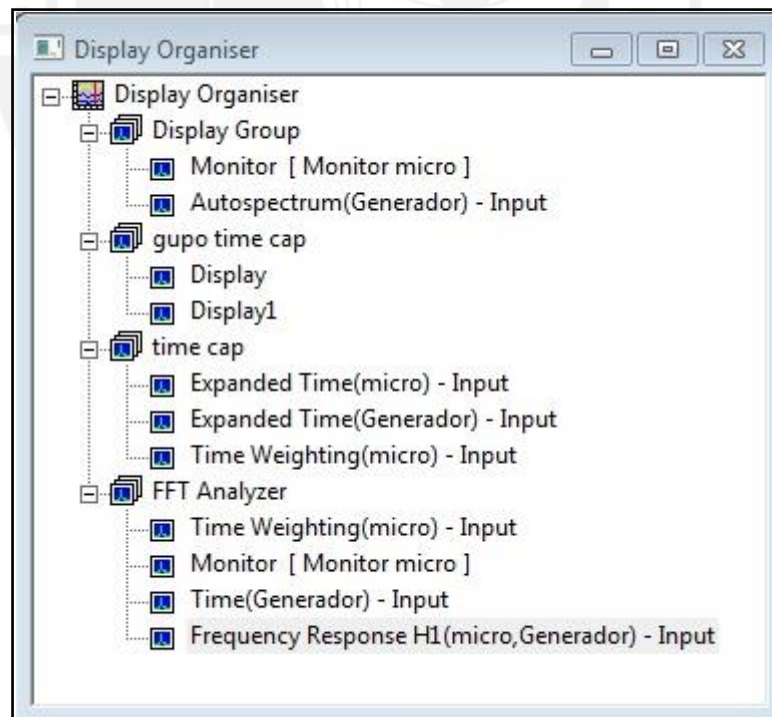 Display Organiser
Display Organiser
Display Group
Monitor [ Monitor micro ]
Autospectrum(Generador) - Input
gupo time cap
Display
Display1
time cap
Expanded Time(micro) - Input
Expanded Time(Generador) - Input
Time Weighting(micro) - Input
FFT Analyzer
Time Weighting(micro) - Input
Monitor [ Monitor micro ]
Time(Generador) - Input
Frequency Response H1(micro,Generador) - Input